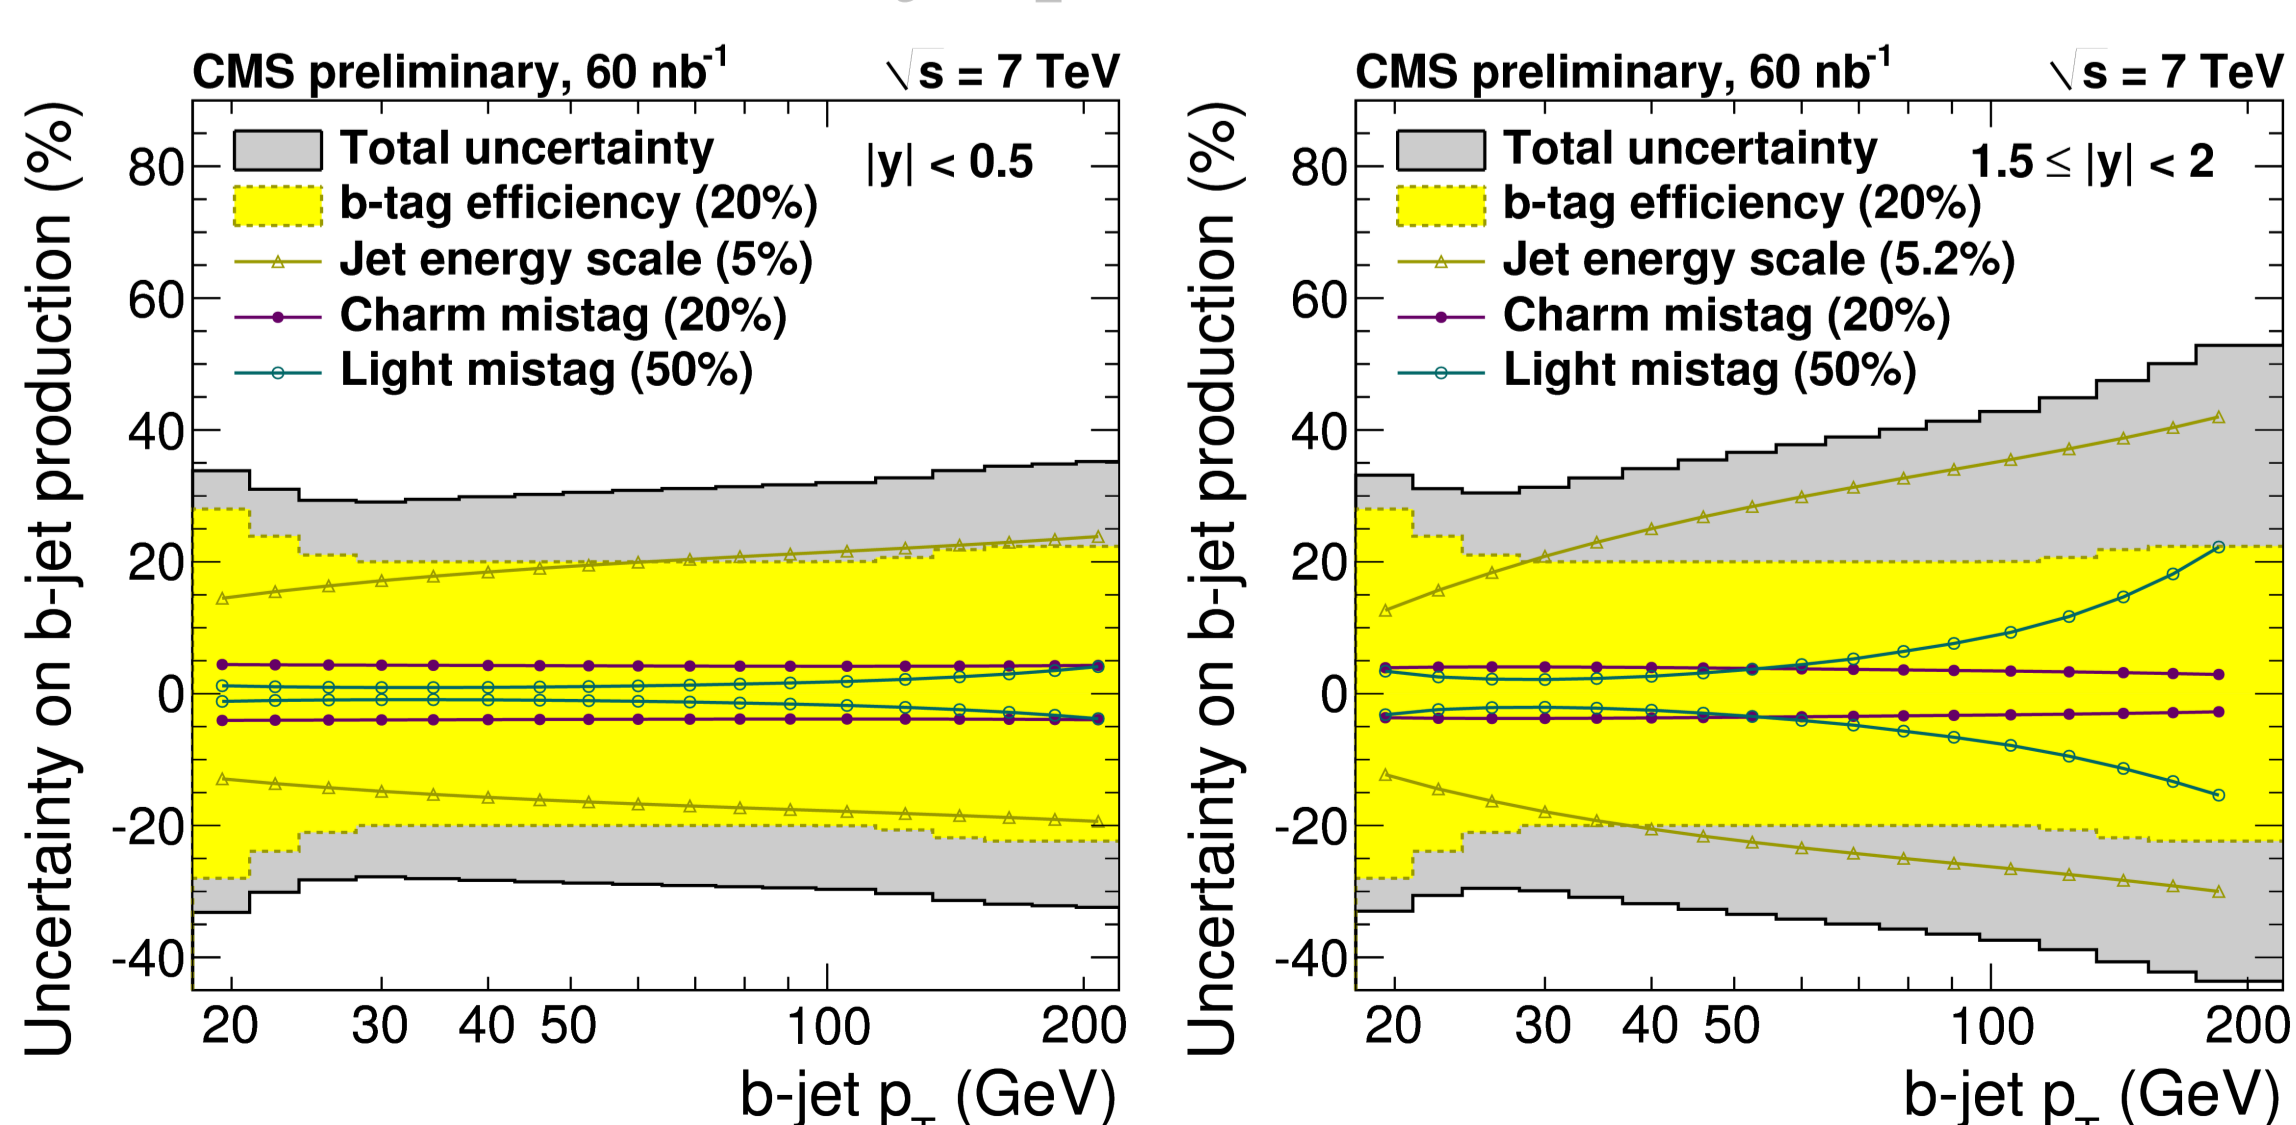 CMS preliminary, 60 nb⁻¹ √s = 7 TeV
Total uncertainty
|y| < 0.5
b-tag efficiency (20%)
Jet energy scale (5%)
Charm mistag (20%)
Light mistag (50%)
Uncertainty on b-jet production (%)
80
60
40
20
0
-20
-40
20 30 40 50 100 200
b-jet p_T (GeV)
CMS preliminary, 60 nb⁻¹ √s = 7 TeV
Total uncertainty
1.5 ≤ |y| < 2
b-tag efficiency (20%)
Jet energy scale (5.2%)
Charm mistag (20%)
Light mistag (50%)
Uncertainty on b-jet production (%)
80
60
40
20
0
-20
-40
20 30 40 50 100 200
b-jet p_T (GeV)